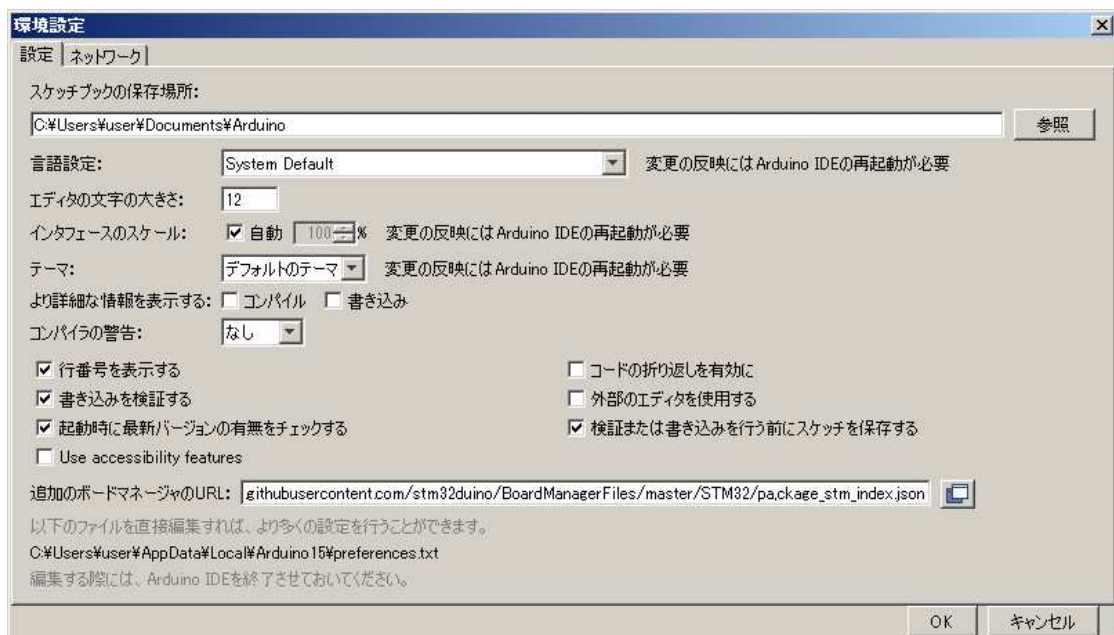 環境設定
設定 ネットワーク
スケッチブックの保存場所:
C:¥Users¥user¥Documents¥Arduino 参照
言語設定: System Default 変更の反映にはArduino IDEの再起動が必要
エディタの文字の大きさ: 12
インタフェースのスケール: 自動 100 % 変更の反映にはArduino IDEの再起動が必要
テーマ: デフォルトのテーマ 変更の反映にはArduino IDEの再起動が必要
より詳細な情報を表示する: コンパイル 書き込み
コンパイラの警告: なし
行番号を表示する コードの折り返しを有効に
書き込みを検証する 外部のエディタを使用する
起動時に最新バージョンの有無をチェックする 検証または書き込みを行う前にスケッチを保存する
Use accessibility features
追加のボードマネージャのURL: githubusercontent.com/stm32duino/BoardManagerFiles/master/STM32/pa,ckage_stm_index.json
以下のファイルを直接編集すれば、より多くの設定を行うことができます。
C:¥Users¥user¥AppData¥Local¥Arduino15¥preferences.txt
編集する際には、Arduino IDEを終了させておいてください。
OK キャンセル